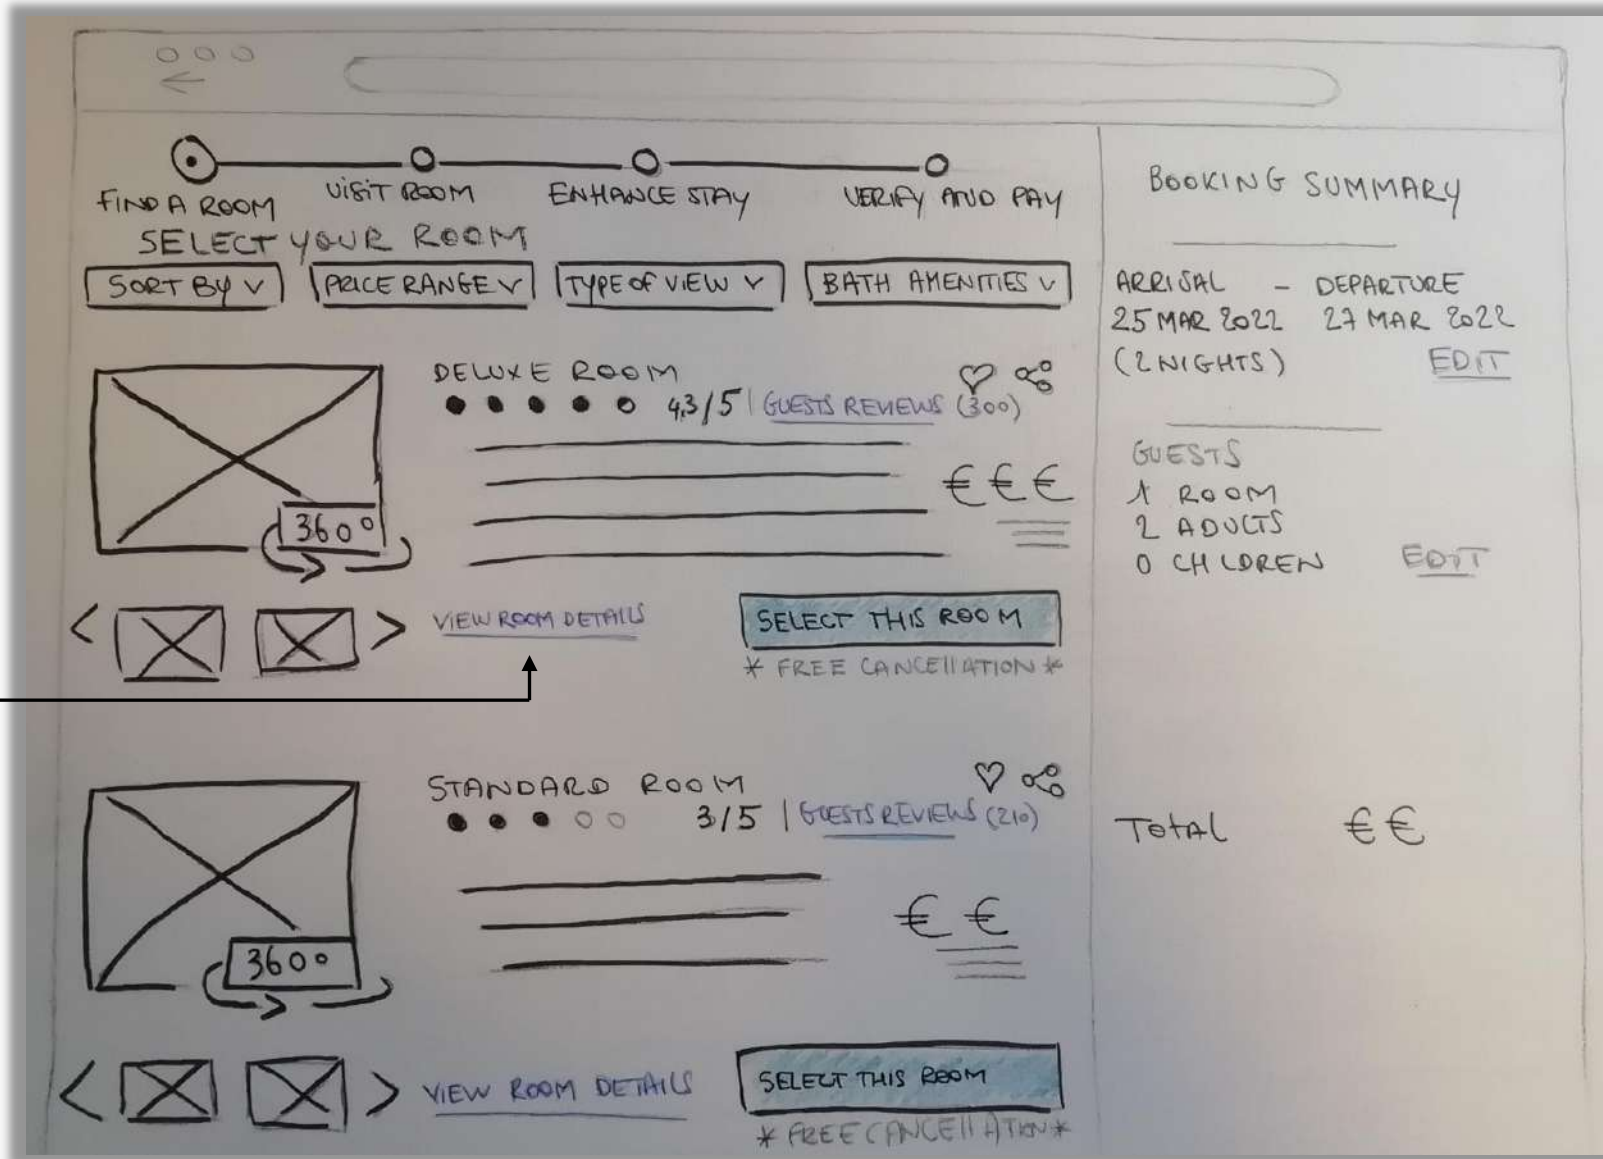 FIND A ROOM
VISIT ROOM
ENHANCE STAY
VERIFY AND PAY
SELECT YOUR ROOM
SORT BY
PRICE RANGE
TYPE OF VIEW
BATH AMENITIES
DELUXE ROOM
4,3/5 | GUESTS REVIEWS (300)
€€€
360°
VIEW ROOM DETAILS
SELECT THIS ROOM
* FREE CANCELLATION *
STANDARD ROOM
3/5 | GUESTS REVIEWS (210)
€€
360°
VIEW ROOM DETAILS
SELECT THIS ROOM
* FREE CANCELLATION *
BOOKING SUMMARY
ARRISAL - DEPARTURE
25 MAR 2022 27 MAR 2022
(2 NIGHTS) EDIT
GUESTS
1 ROOM
2 ADULTS
0 CHLDREN EDIT
TOTAL €€